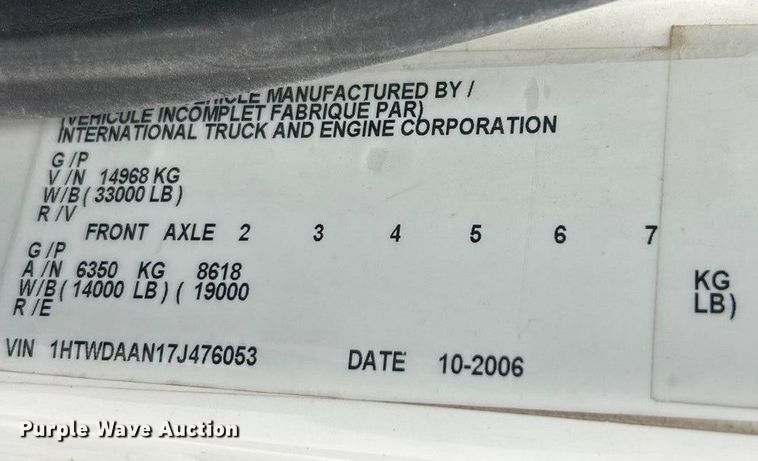 VEHICLE MANUFACTURED BY /
(VEHICULE INCOMPLET FABRIQUE PAR)
INTERNATIONAL TRUCK AND ENGINE CORPORATION
G/P
V/N 14968 KG
W/B ( 33000 LB )
R/V
FRONT AXLE 2 3 4 5 6 7
G/P
A/N 6350 KG 8618 KG
W/B ( 14000 LB ) ( 19000 LB)
R/E
VIN 1HTWDAAN17J476053 DATE 10-2006
Purple Wave Auction